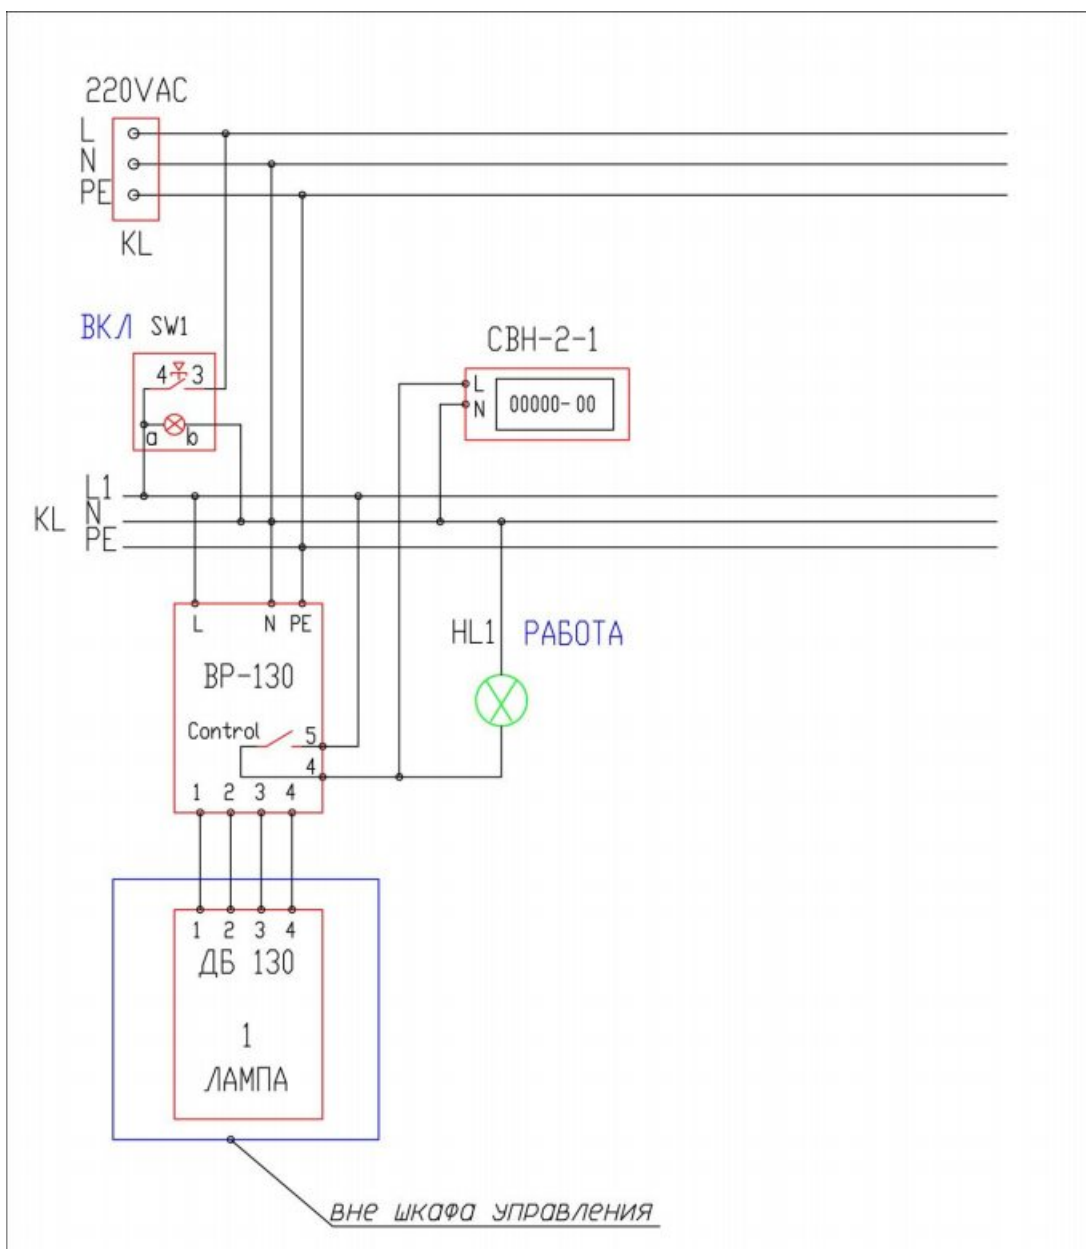 220VAC
L
N
PE
KL
ВКЛ SW1
4 3
a b
СВН-2-1
L
N 00000-00
L1
KL N
PE
L N PE
ВР-130
HL1 РАБОТА
Control 5
4
1 2 3 4
1 2 3 4
ДБ 130
1
ЛАМПА
вне шкафа управления